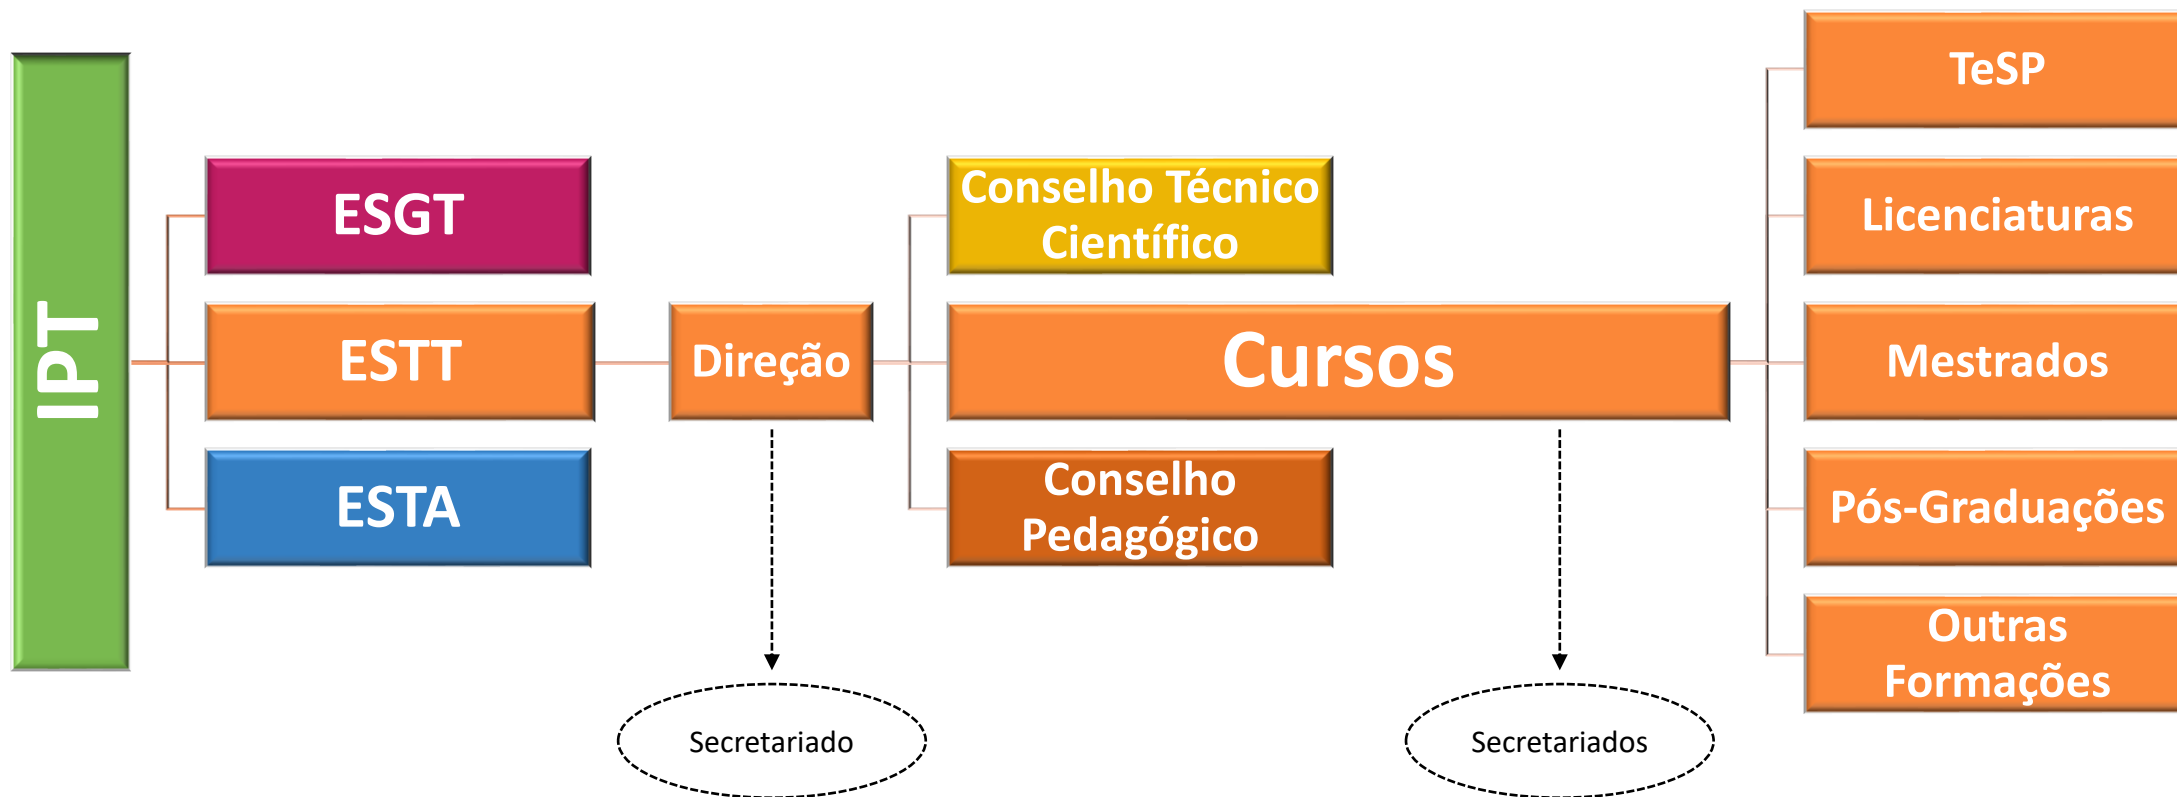 IPT
ESGT
ESTT
ESTA
Direção
Secretariado
Conselho Técnico
Científico
Cursos
Conselho
Pedagógico
Secretariados
TeSP
Licenciaturas
Mestrados
Pós-Graduações
Outras
Formações